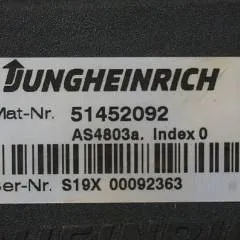 JUNGHEINRICH
Mat-Nr. 51452092
AS4803a. Index 0
Ser-Nr. S19X 00092363